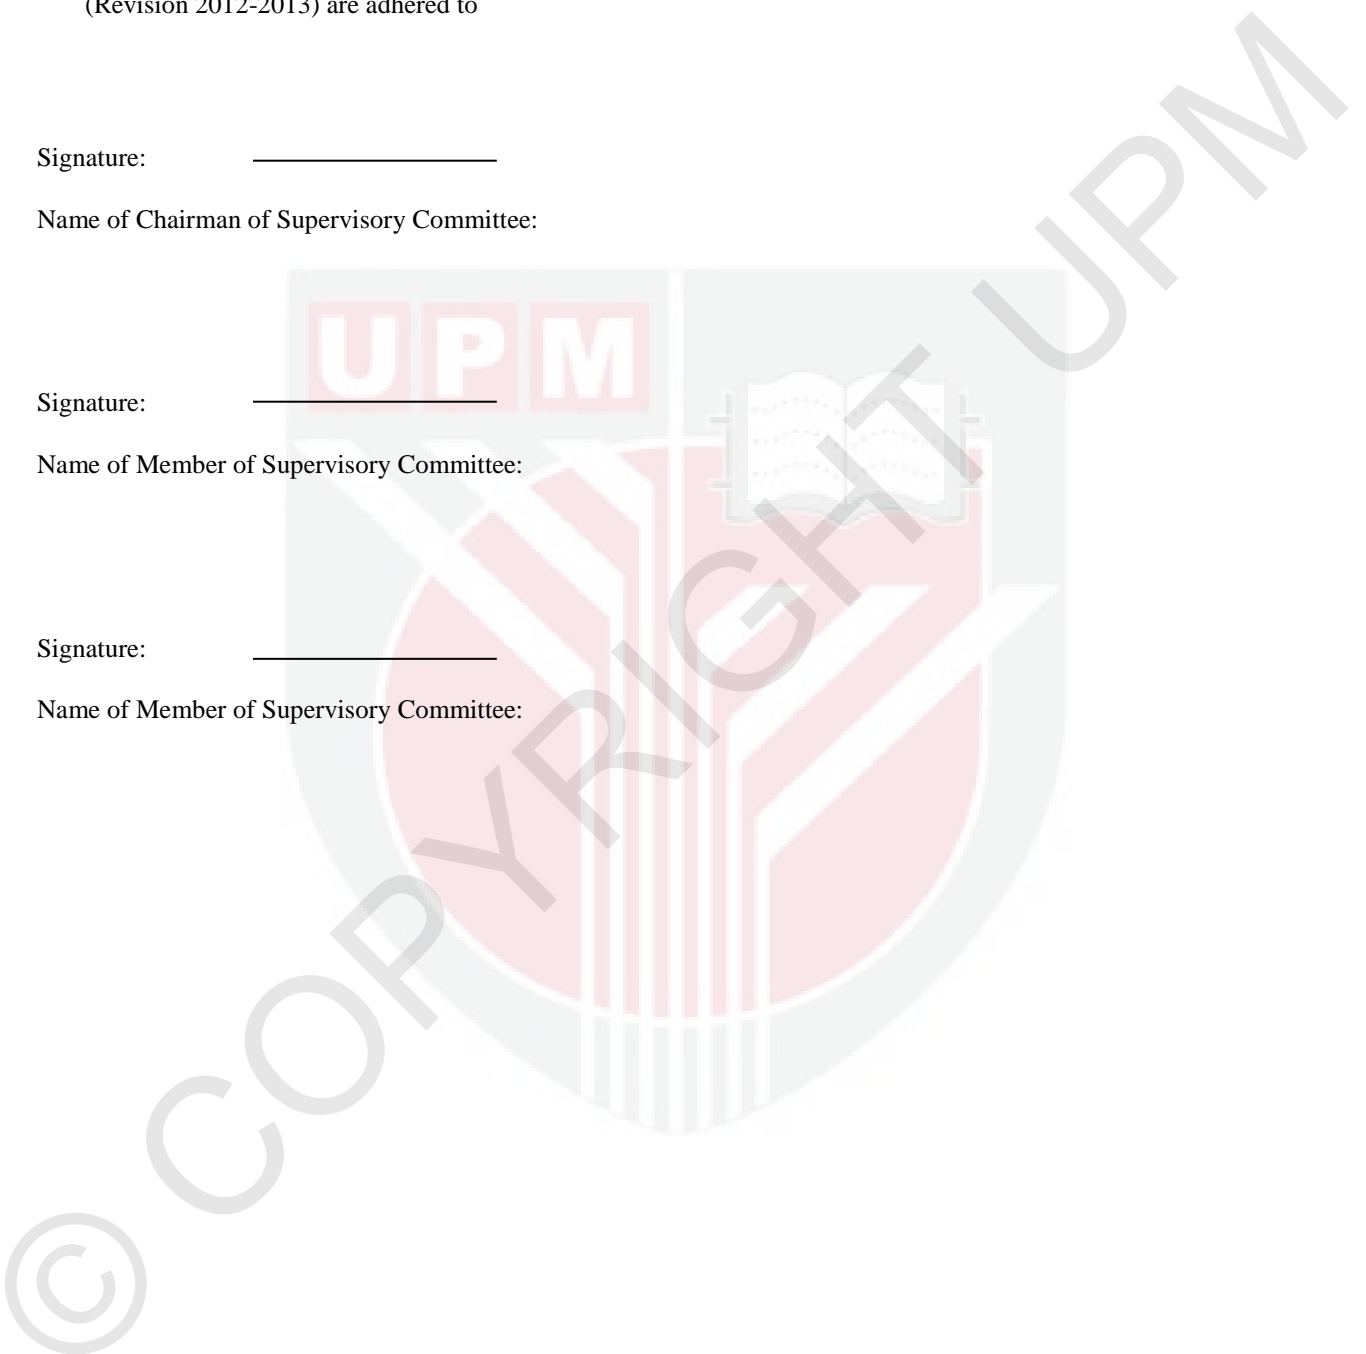 (Revision 2012-2013) are adhered to
Signature:
Name of Chairman of Supervisory Committee:
UPM
Signature:
Name of Member of Supervisory Committee:
Signature:
Name of Member of Supervisory Committee:
© COPYRIGHT UPM